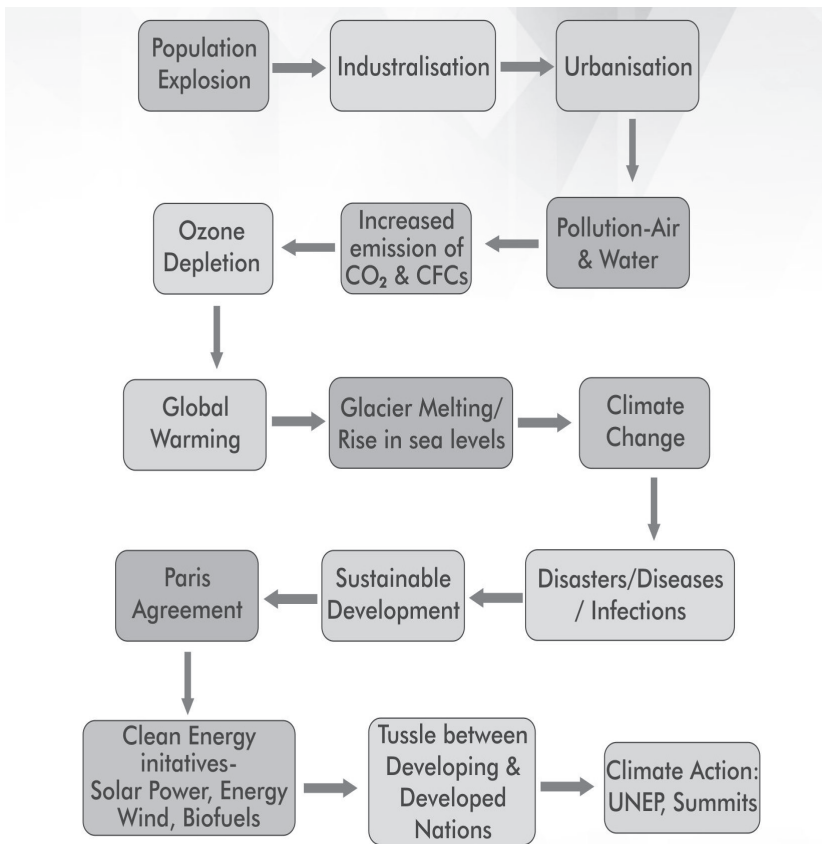 Population
Explosion
Industralisation
Urbanisation
Pollution-Air
& Water
Increased
emission of
CO₂ & CFCs
Ozone
Depletion
Global
Warming
Glacier Melting/
Rise in sea levels
Climate
Change
Disasters/Diseases
/ Infections
Sustainable
Development
Paris
Agreement
Clean Energy
initatives-
Solar Power, Energy
Wind, Biofuels
Tussle between
Developing &
Developed
Nations
Climate Action:
UNEP, Summits